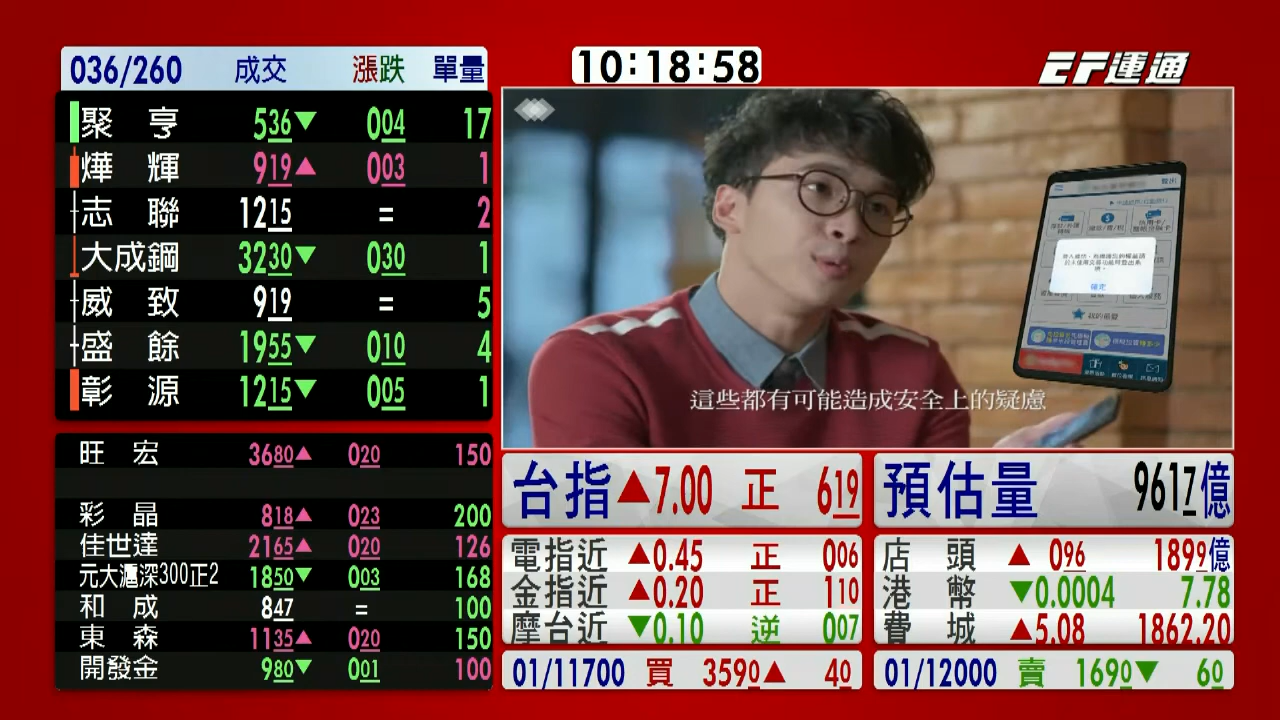 036/260 成交 漲跌 單量
10:18:58
EF運通
聚亨 536▼ 004 17
燁輝 919▲ 003 1
志聯 1215 = 2
大成鋼 3230▼ 030 1
威致 919 = 5
盛餘 1955▼ 010 4
彰源 1215▼ 005 1
旺宏 3680▲ 020 150
彩晶 818▲ 023 200
佳世達 2165▲ 020 126
元大滬深300正2 1850▼ 003 168
和成 847 = 100
東森 1135▲ 020 150
開發金 980▼ 001 100
登出
確定
這些都有可能造成安全上的疑慮
台指▲7.00 正 619
預估量 9617億
電指近 ▲0.45 正 006
金指近 ▲0.20 正 110
摩台近 ▼0.10 逆 007
店頭 ▲ 096 1899億
港幣 ▼0.0004 7.78
費城 ▲5.08 1862.20
01/11700 買 3590▲ 40
01/12000 賣 1690▼ 60